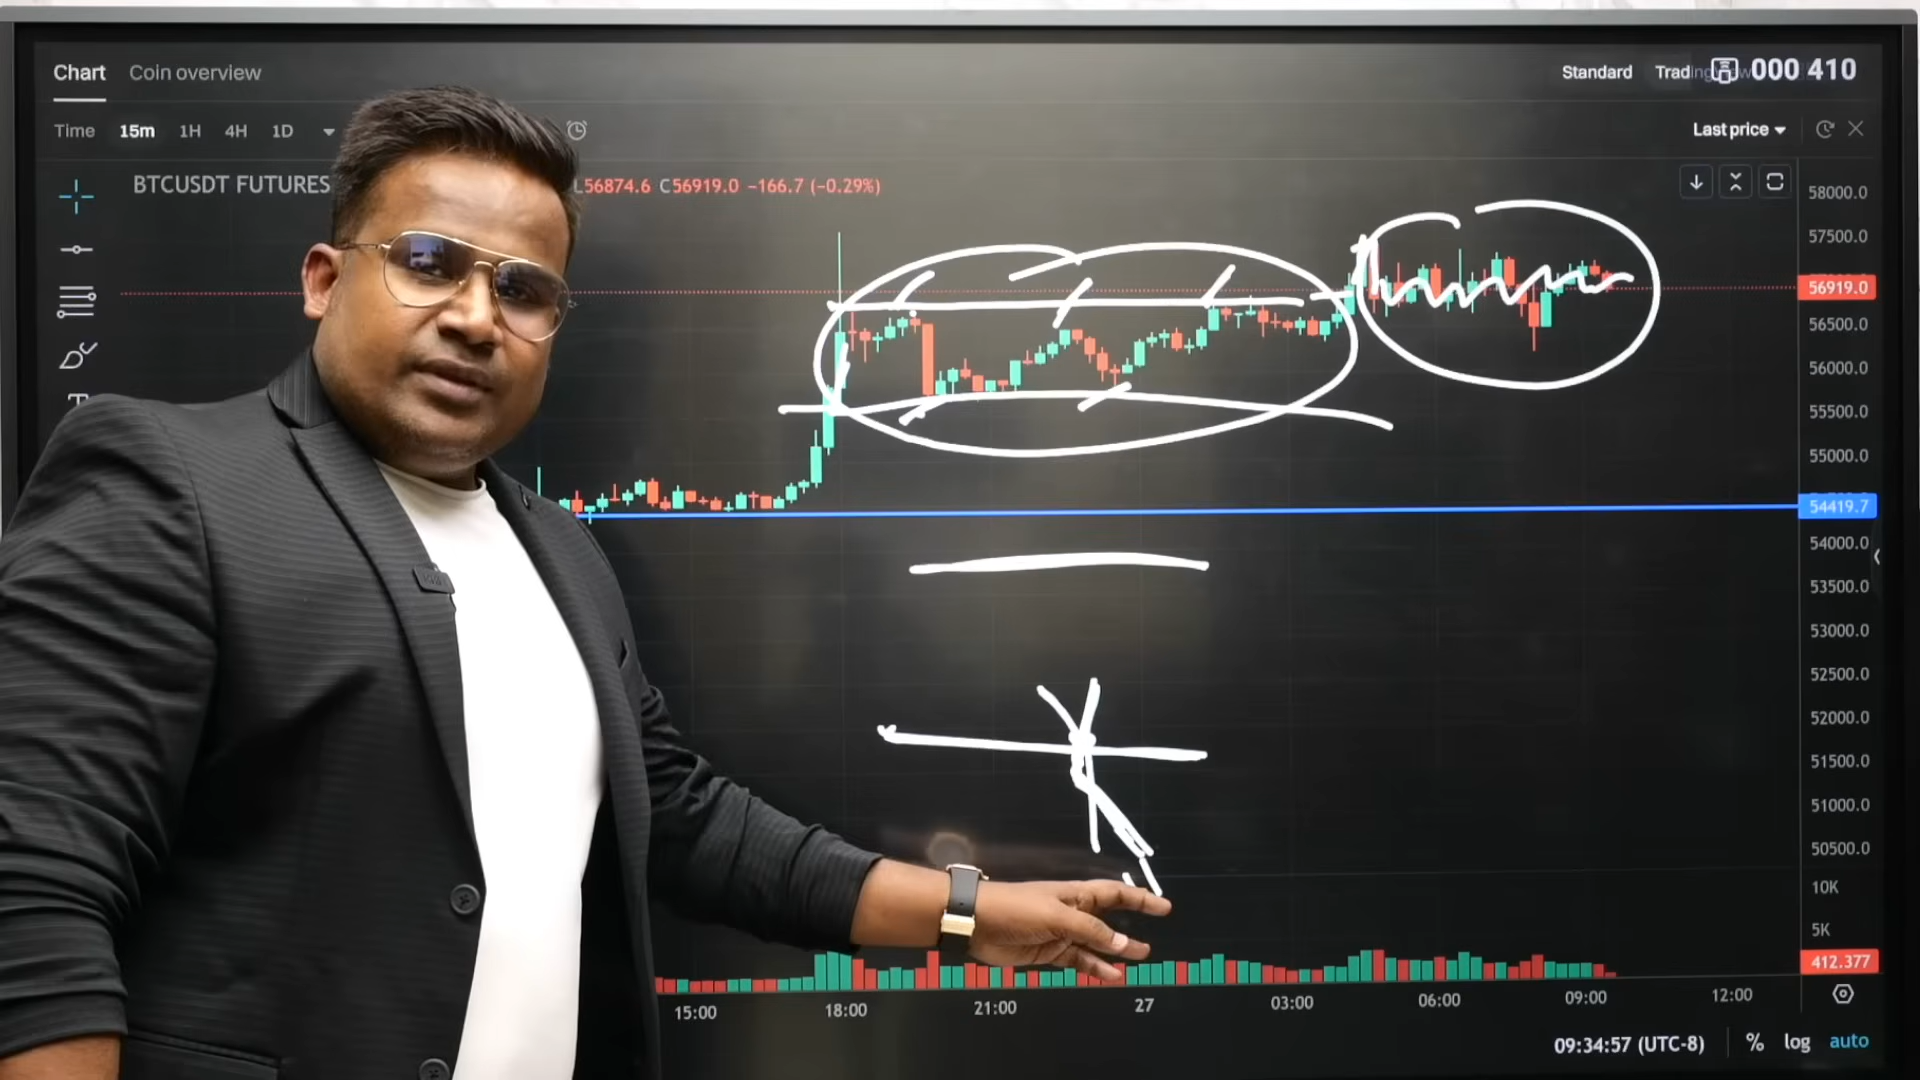 Chart Coin overview
Standard Trad 000 410
Time 15m 1H 4H 1D
Last price
BTCUSDT FUTURES L56874.6 C56919.0 −166.7 (−0.29%)
58000.0
57500.0
56919.0
56500.0
56000.0
55500.0
55000.0
54419.7
54000.0
53500.0
53000.0
52500.0
52000.0
51500.0
51000.0
50500.0
10K
5K
412.377
15:00 18:00 21:00 27 03:00 06:00 09:00 12:00
09:34:57 (UTC-8) % log auto